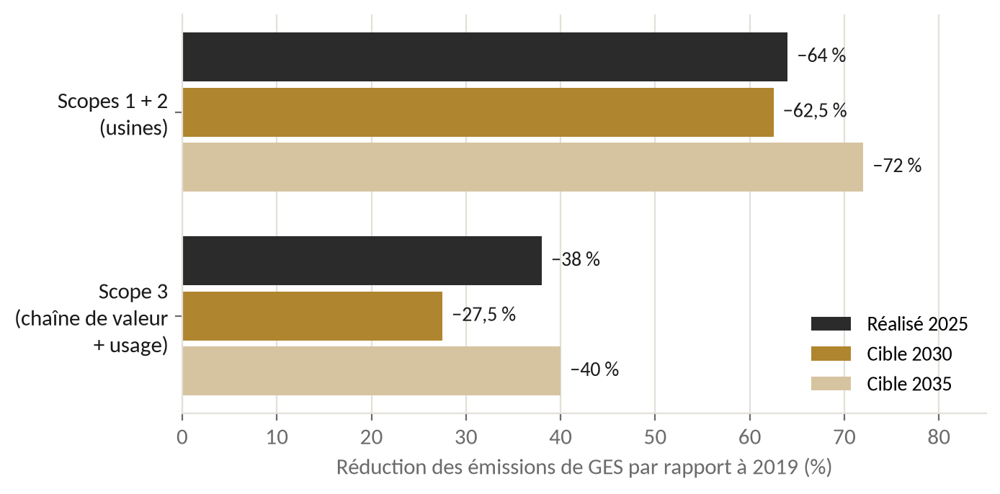 −64 %
Scopes 1 + 2
(usines)
−62,5 %
−72 %
−38 %
Scope 3
(chaîne de valeur
+ usage)
−27,5 %
−40 %
Réalisé 2025
Cible 2030
Cible 2035
0 10 20 30 40 50 60 70 80
Réduction des émissions de GES par rapport à 2019 (%)